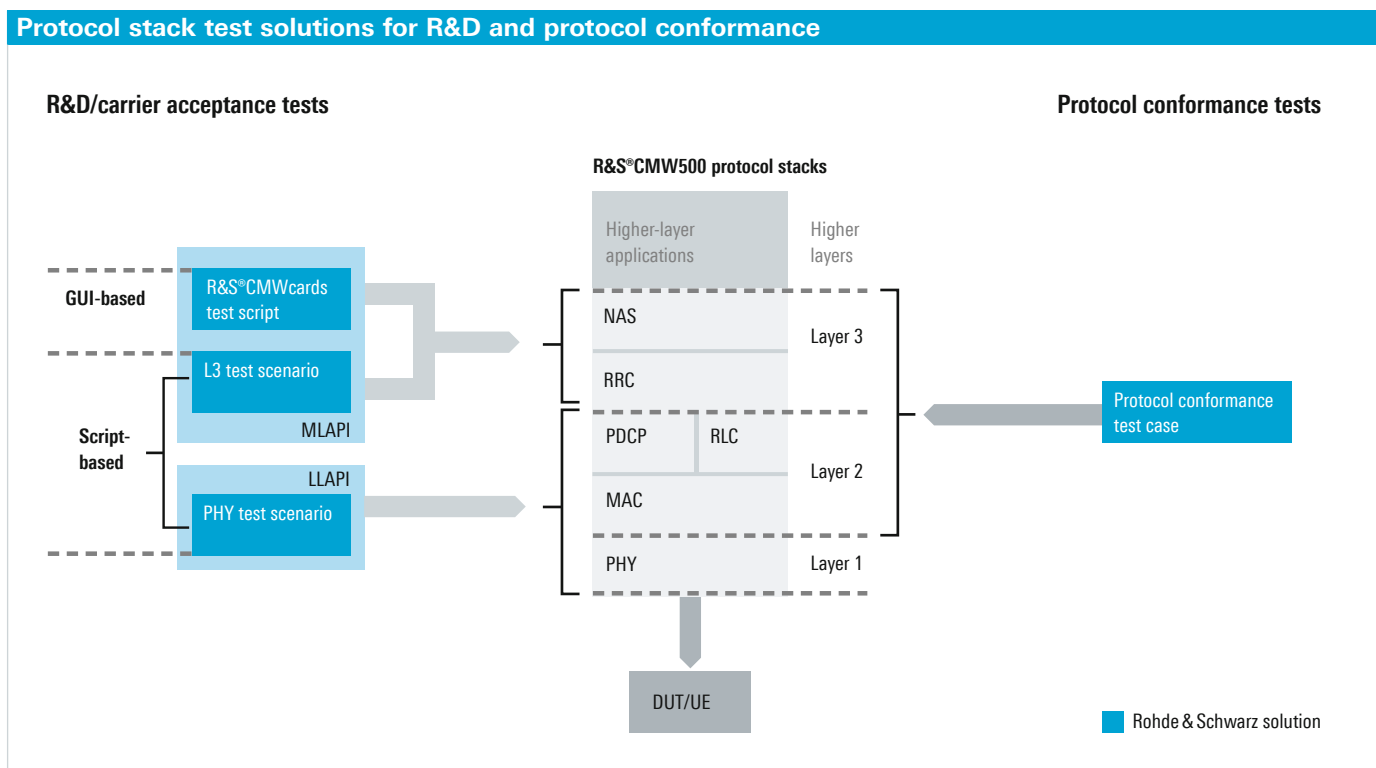 Protocol stack test solutions for R&D and protocol conformance
R&D/carrier acceptance tests
Protocol conformance tests
R&S®CMW500 protocol stacks
Higher-layer
applications
Higher
layers
GUI-based
R&S®CMWcards
test script
NAS
Layer 3
L3 test scenario
RRC
MLAPI
Script-
based
Protocol conformance
test case
PDCP
RLC
Layer 2
LLAPI
PHY test scenario
MAC
PHY
Layer 1
DUT/UE
Rohde & Schwarz solution